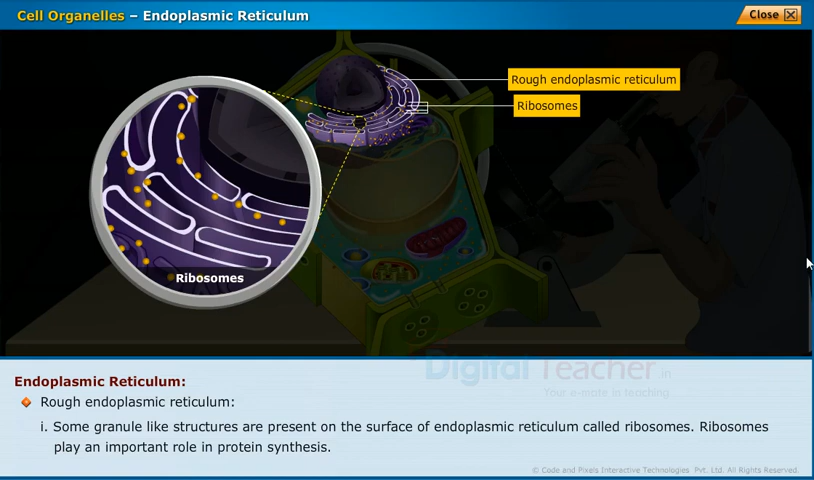 Cell Organelles – Endoplasmic Reticulum
Close
Rough endoplasmic reticulum
Ribosomes
Ribosomes
Digital Teacher.in
Your e-mate in teaching
Endoplasmic Reticulum:
Rough endoplasmic reticulum:
i. Some granule like structures are present on the surface of endoplasmic reticulum called ribosomes. Ribosomes
play an important role in protein synthesis.
© Code and Pixels Interactive Technologies Pvt. Ltd. All Rights Reserved.